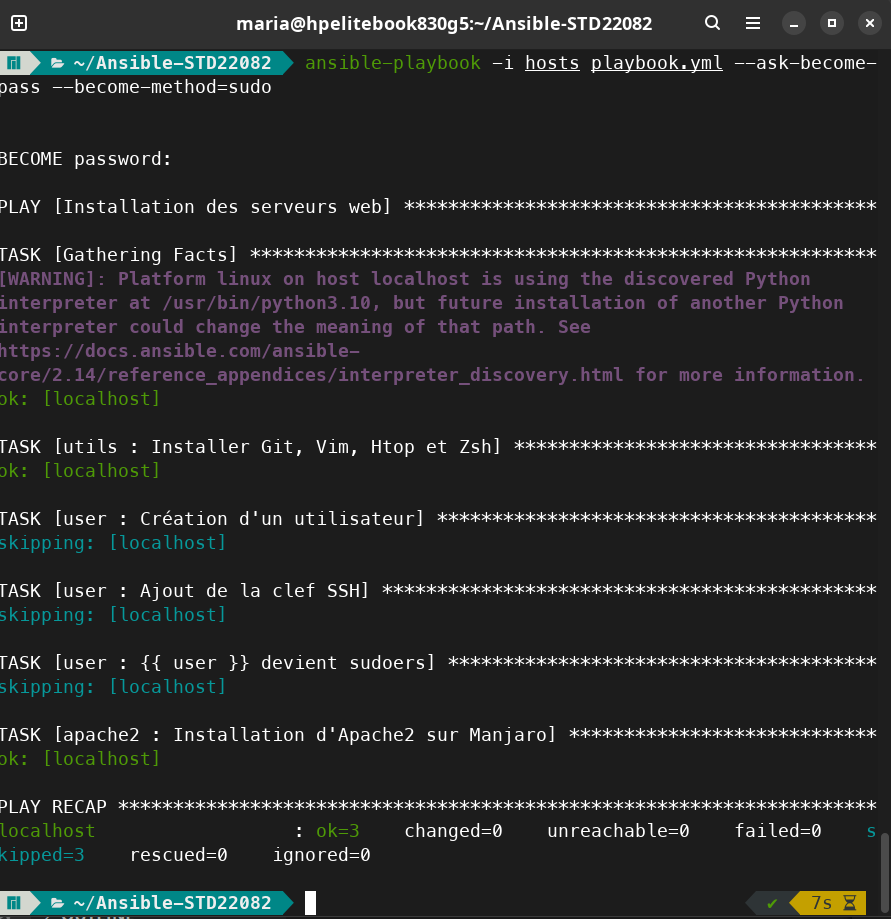 maria@hpelitebook830g5:~/Ansible-STD22082
~/Ansible-STD22082 ansible-playbook -i hosts playbook.yml --ask-become-
pass --become-method=sudo
BECOME password:
PLAY [Installation des serveurs web] *******************************************
TASK [Gathering Facts] *********************************************************
[WARNING]: Platform linux on host localhost is using the discovered Python
interpreter at /usr/bin/python3.10, but future installation of another Python
interpreter could change the meaning of that path. See
https://docs.ansible.com/ansible-
core/2.14/reference_appendices/interpreter_discovery.html for more information.
ok: [localhost]
TASK [utils : Installer Git, Vim, Htop et Zsh] *********************************
ok: [localhost]
TASK [user : Création d'un utilisateur] ****************************************
skipping: [localhost]
TASK [user : Ajout de la clef SSH] *********************************************
skipping: [localhost]
TASK [user : {{ user }} devient sudoers] ***************************************
skipping: [localhost]
TASK [apache2 : Installation d'Apache2 sur Manjaro] ****************************
ok: [localhost]
PLAY RECAP *********************************************************************
localhost                  : ok=3    changed=0    unreachable=0    failed=0    s
kipped=3    rescued=0    ignored=0
~/Ansible-STD22082 ✔ 7s